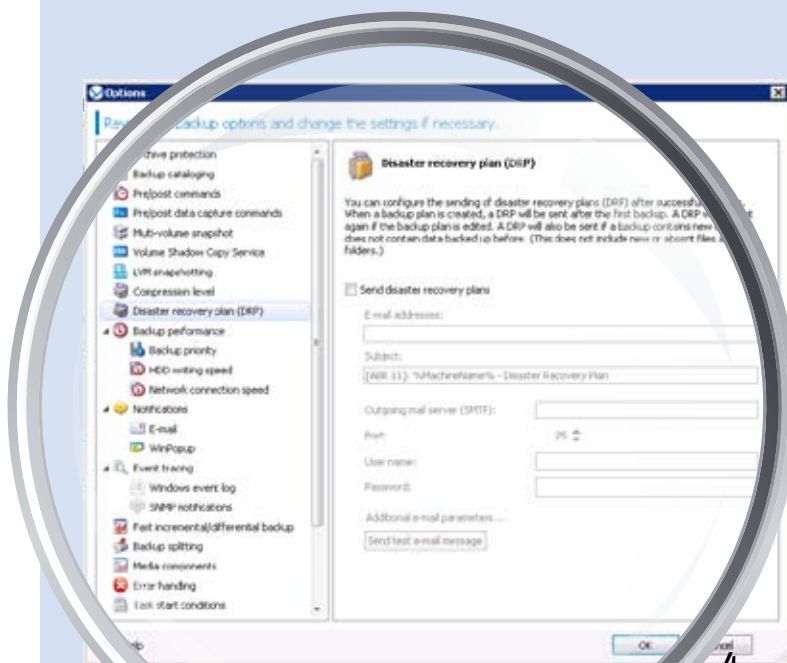 Options
backup options and change the settings if necessary.
Archive protection
Backup cataloging
Pre/post commands
Pre/post data capture commands
Multi-volume snapshot
Volume Shadow Copy Service
LVM snapshotting
Compression level
Disaster recovery plan (DRP)
Backup performance
Backup priority
HDD writing speed
Network connection speed
Notifications
E-mail
WinPopup
Event tracing
Windows event log
SNMP notifications
Fast incremental/differential backup
Backup splitting
Media components
Error handling
Task start conditions
Disaster recovery plan (DRP)
You can configure the sending of disaster recovery plans (DRP) after successful
When a backup plan is created, a DRP will be sent after the first backup. A DRP
again if the backup plan is edited. A DRP will also be sent if a backup contains new
does not contain data backed up before. (This does not include new or absent files
folders.)
Send disaster recovery plans
E-mail addresses:
Subject:
[ABR 11]: %MachineName% - Disaster Recovery Plan
Outgoing mail server (SMTP):
Port:
25
User name:
Password:
Additional e-mail parameters...
Send test e-mail message
OK